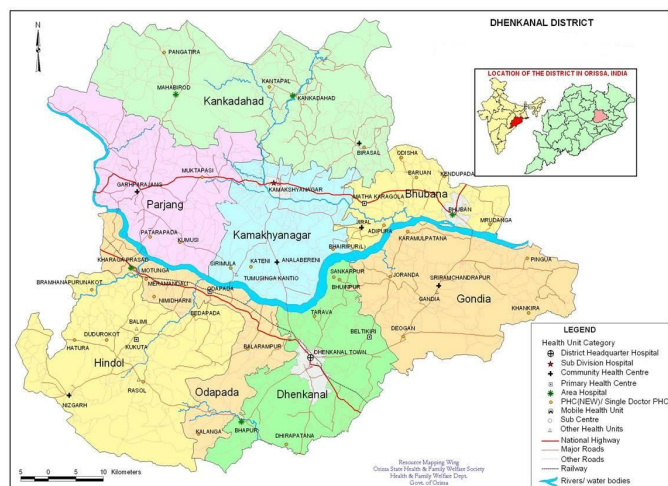 DHENKANAL DISTRICT
LOCATION OF THE DISTRICT IN ORISSA, INDIA
N
PANGATIRA
MAHABIROD
KANTAPAL
KANKADAHAD
Kankadahad
BIRASAL
ODISHA
BARUAN
KENDUPADA
MUKTAPASI
KAMAKSHYANAGAR
GARHPARAJANG
MATHA KARAGOLA
Bhubana
BHUBAN
Parjang
Kamakhyanagar
JIRAL
ADIPURA
MRUDANGA
PATARAPADA
KUMUSI
KARAMULPATANA
BHAIRIPUR(L)
KHARAGA PRASAD
MOTUNGA
SIRIMULA
KATENI
ANALABERENI
TUMUSINGA KANTIO
SANKARPUR
BHUINPUR
JORANDA
SRIRAMCHANDRAPUR
PINGUA
BRAMHANAPURUNAKOT
MERAMANDALI
NIMIDHARNI
ODAPADA
GANDIA
Gondia
KHANKIRA
BEDAPADA
TARAVA
BALIMI
DUDUROKOT
HATURA
KUKUTA
BELTIKIRI
DEOGAN
Hindol
BALARAMPUR
DHENKANAL TOWN
RASOL
Odapada
Dhenkanal
NIZGARH
KALANGA
BHAPUR
DHIRAPATANA
5 0 5 10 Kilometers
Resource Mapping Wing
Orissa State Health & Family Welfare Society
Health & Family Welfare Dept.
Govt. of Orissa
LEGEND
Health Unit Category
District Headquarter Hospital
Sub Division Hospital
Community Health Centre
Primary Health Centre
Area Hospital
PHC(NEW)/ Single Doctor PHC
Mobile Health Unit
Sub Centre
Other Health Units
National Highway
Major Roads
Other Roads
Railway
Rivers/ water bodies